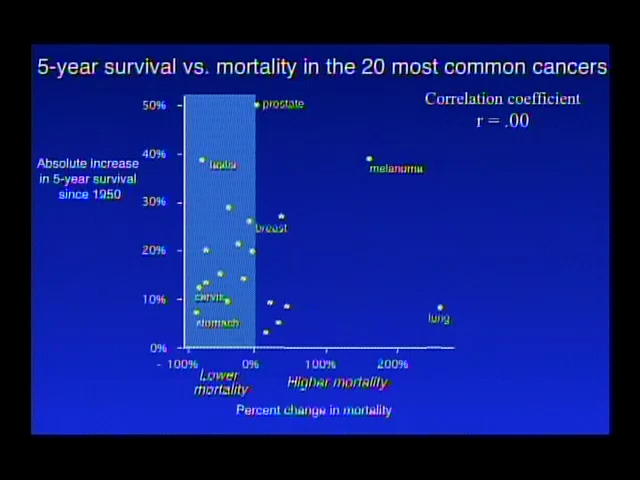 5-year survival vs. mortality in the 20 most common cancers
Correlation coefficient
r = .00
Absolute increase
in 5-year survival
since 1950
50%
40%
30%
20%
10%
0%
prostate
melanoma
breast
cervix
stomach
lung
- 100%
0%
100%
200%
Lower
mortality
Higher mortality
Percent change in mortality